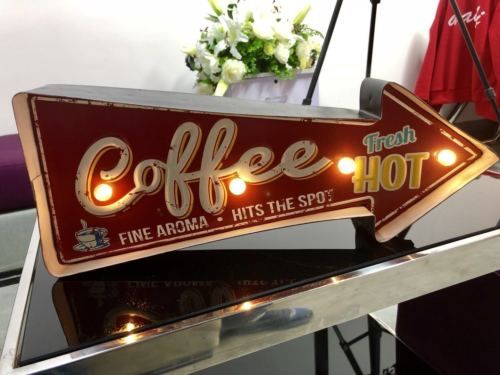 Coffee
Fresh
HOT
FINE AROMA · HITS THE SPOT